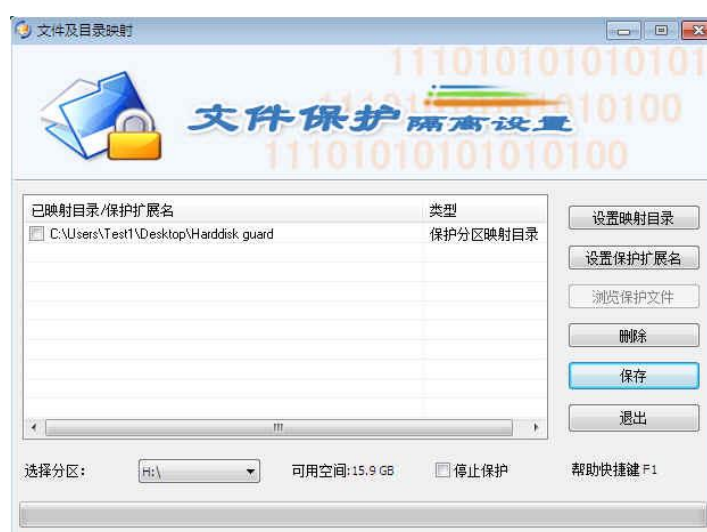 文件及目录映射
11101010101010101
文件保护隔离设置
10100
11101010101010100
已映射目录/保护扩展名
类型
C:\Users\Test1\Desktop\Harddisk guard
保护分区映射目录
设置映射目录
设置保护扩展名
浏览保护文件
删除
保存
退出
选择分区：
H:\
可用空间:15.9 GB
停止保护
帮助快捷鍵 F1